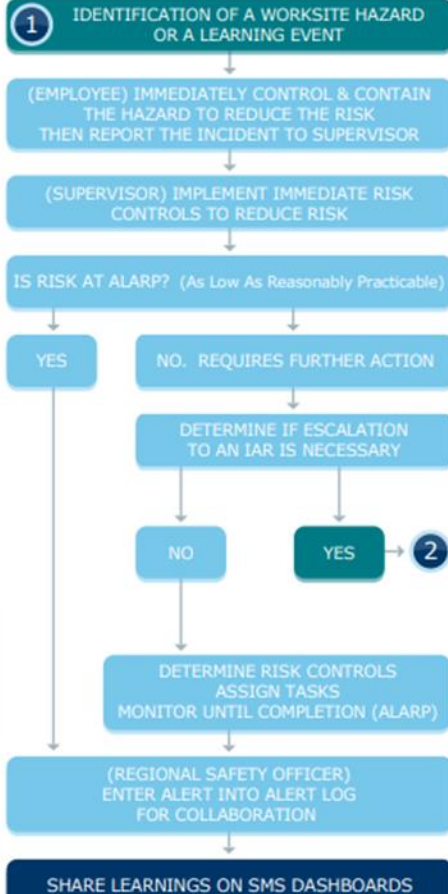 1
IDENTIFICATION OF A WORKSITE HAZARD
OR A LEARNING EVENT
(EMPLOYEE) IMMEDIATELY CONTROL & CONTAIN
THE HAZARD TO REDUCE THE RISK
THEN REPORT THE INCIDENT TO SUPERVISOR
(SUPERVISOR) IMPLEMENT IMMEDIATE RISK
CONTROLS TO REDUCE RISK
IS RISK AT ALARP? (As Low As Reasonably Practicable)
YES
NO. REQUIRES FURTHER ACTION
DETERMINE IF ESCALATION
TO AN IAR IS NECESSARY
NO
YES
2
DETERMINE RISK CONTROLS
ASSIGN TASKS
MONITOR UNTIL COMPLETION (ALARP)
(REGIONAL SAFETY OFFICER)
ENTER ALERT INTO ALERT LOG
FOR COLLABORATION
SHARE LEARNINGS ON SMS DASHBOARDS